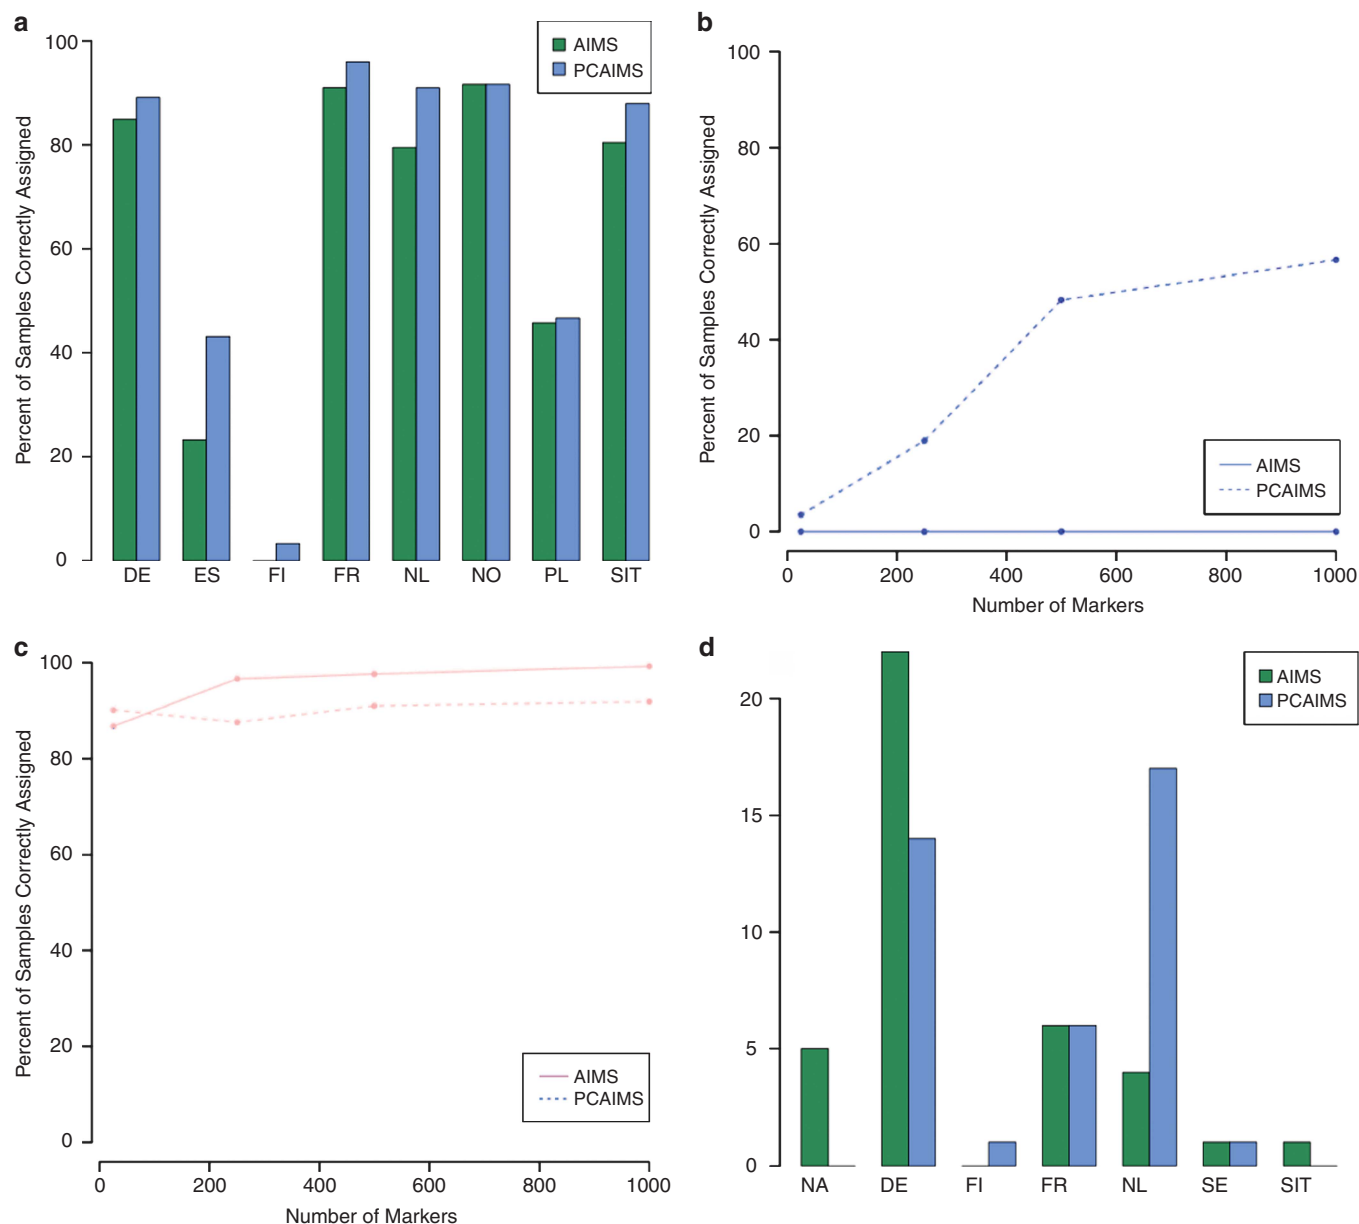 a
Percent of Samples Correctly Assigned
100
80
60
40
20
0
AIMS
PCAIMS
DE ES FI FR NL NO PL SIT
b
Percent of Samples Correctly Assigned
100
80
60
40
20
0
AIMS
PCAIMS
0 200 400 600 800 1000
Number of Markers
c
Percent of Samples Correctly Assigned
100
80
60
40
20
0
AIMS
PCAIMS
0 200 400 600 800 1000
Number of Markers
d
20
15
10
5
0
AIMS
PCAIMS
NA DE FI FR NL SE SIT